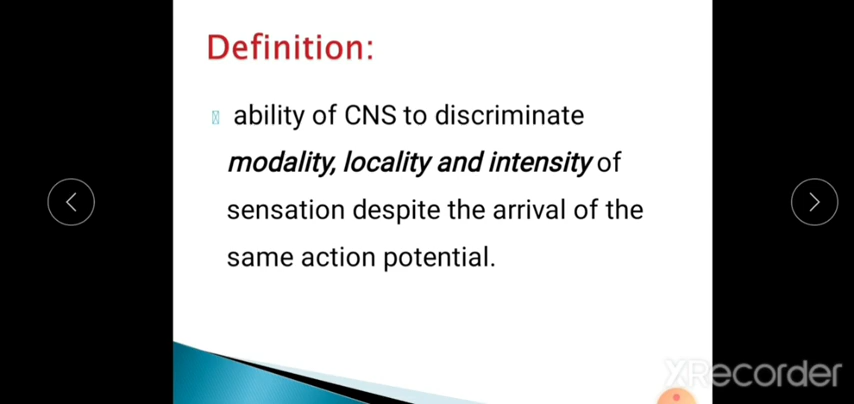 Definition:
ability of CNS to discriminate
modality, locality and intensity of
sensation despite the arrival of the
same action potential.
XRecorder